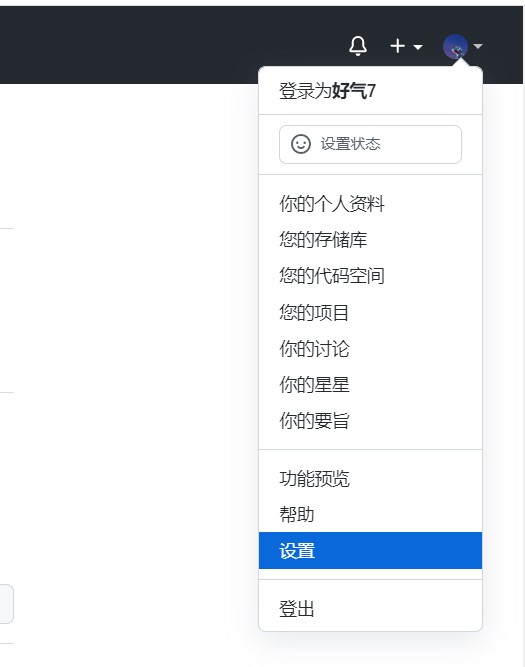 登录为好气7
设置状态
你的个人资料
您的存储库
您的代码空间
您的项目
你的讨论
你的星星
你的要旨
功能预览
帮助
设置
登出